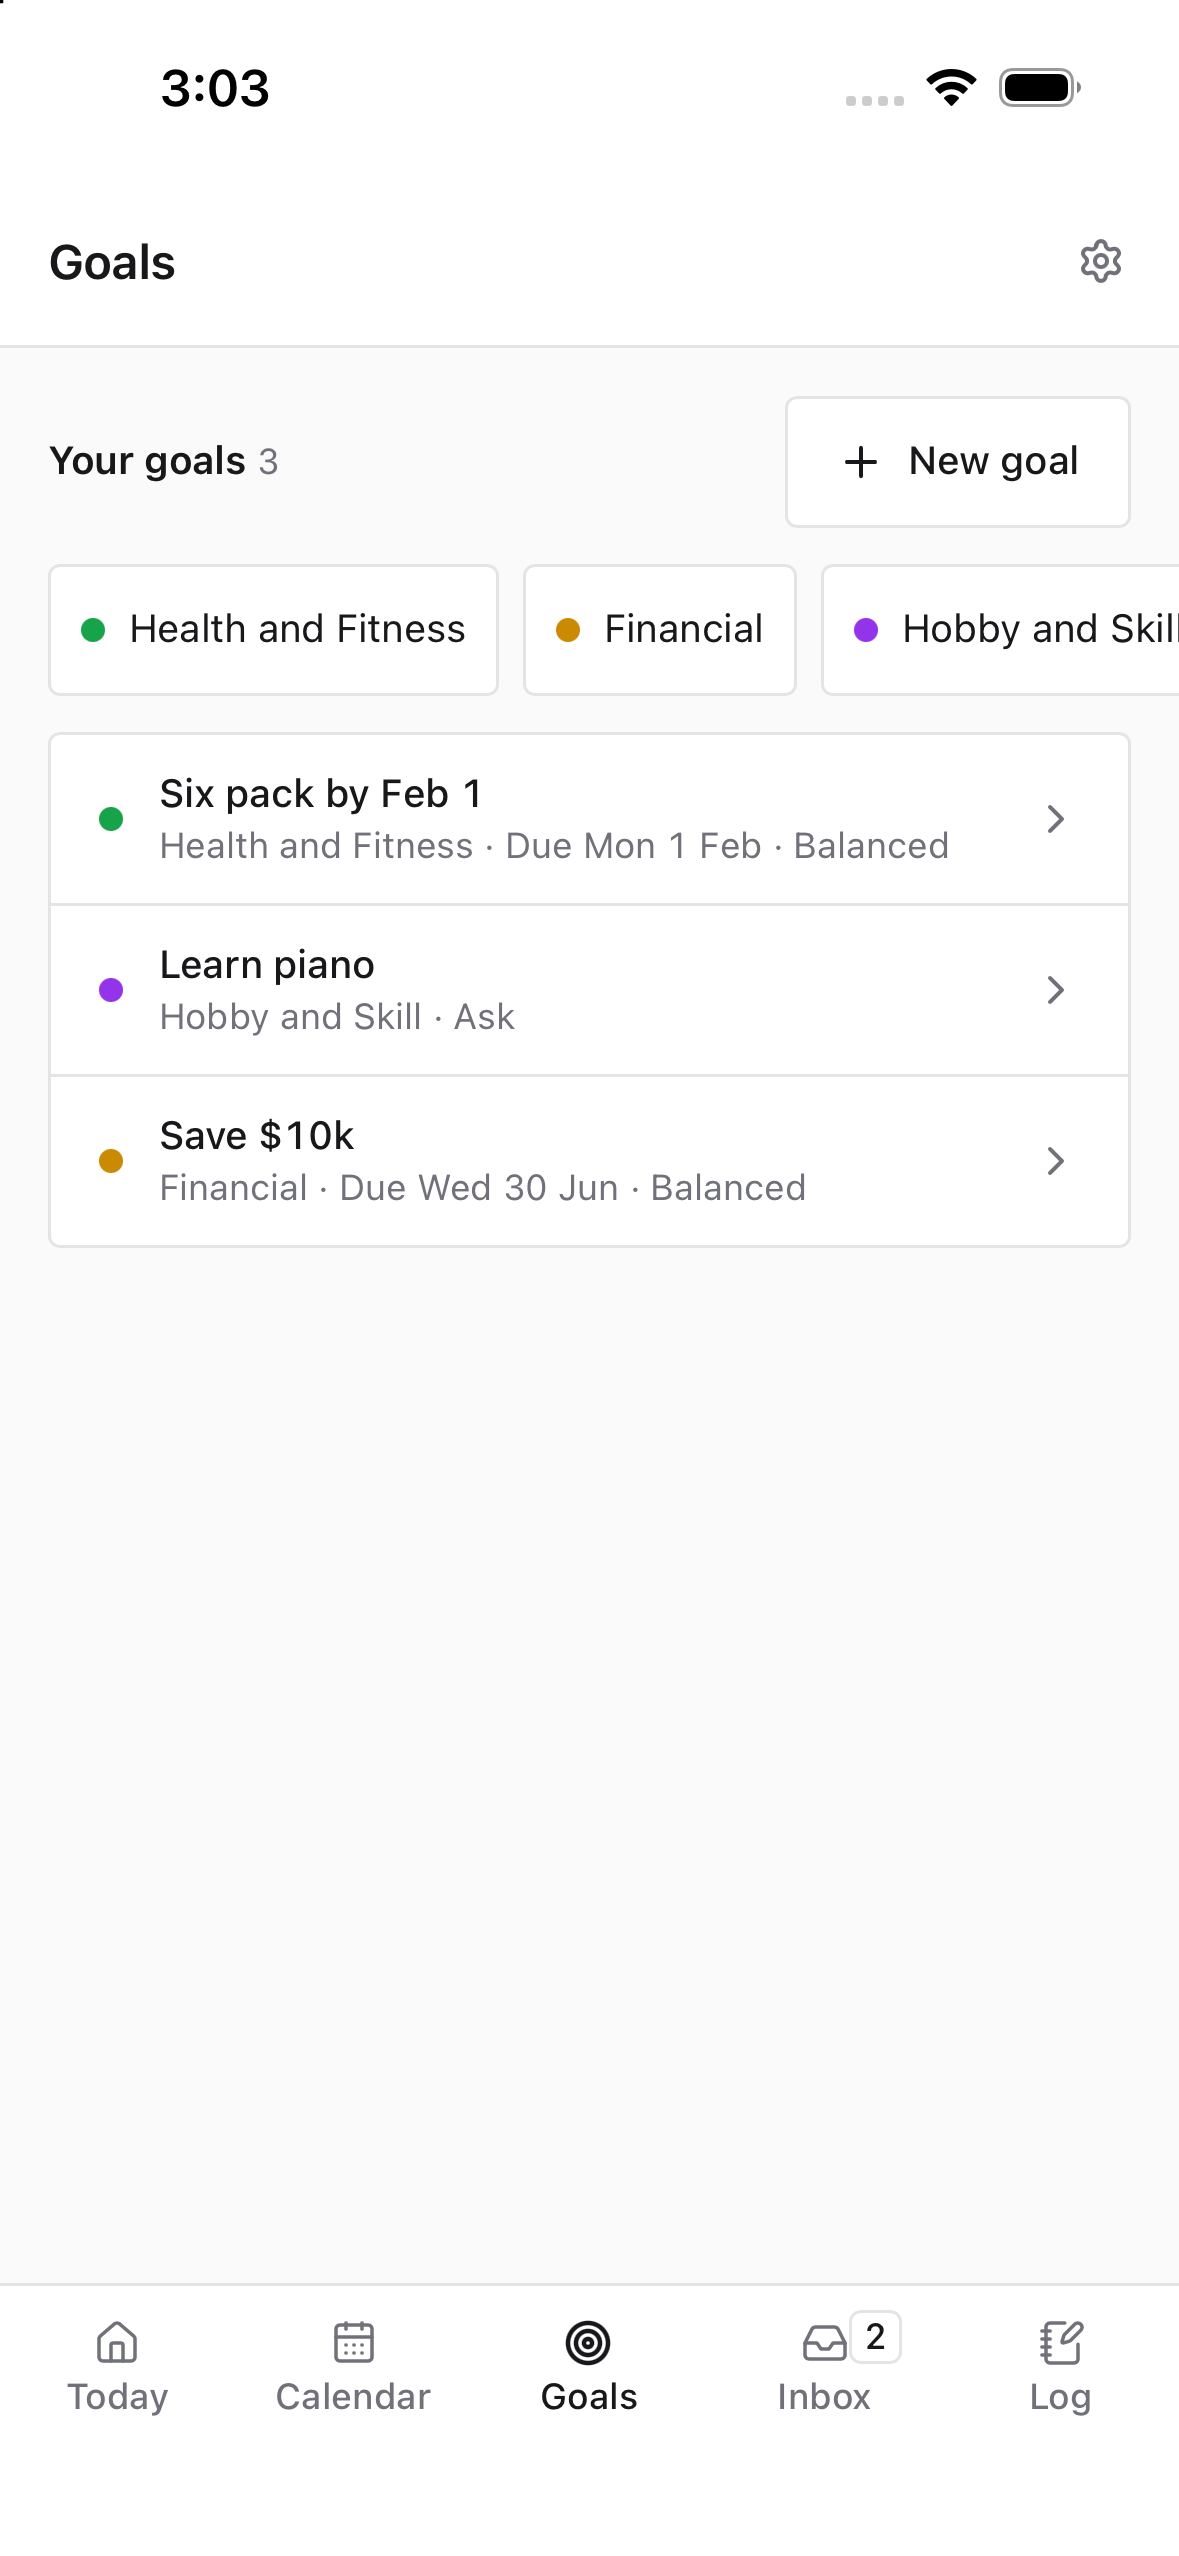 3:03
Goals
Your goals 3
New goal
Health and Fitness
Financial
Hobby and Skill
Six pack by Feb 1
Health and Fitness · Due Mon 1 Feb · Balanced
Learn piano
Hobby and Skill · Ask
Save $10k
Financial · Due Wed 30 Jun · Balanced
2
Today
Calendar
Goals
Inbox
Log